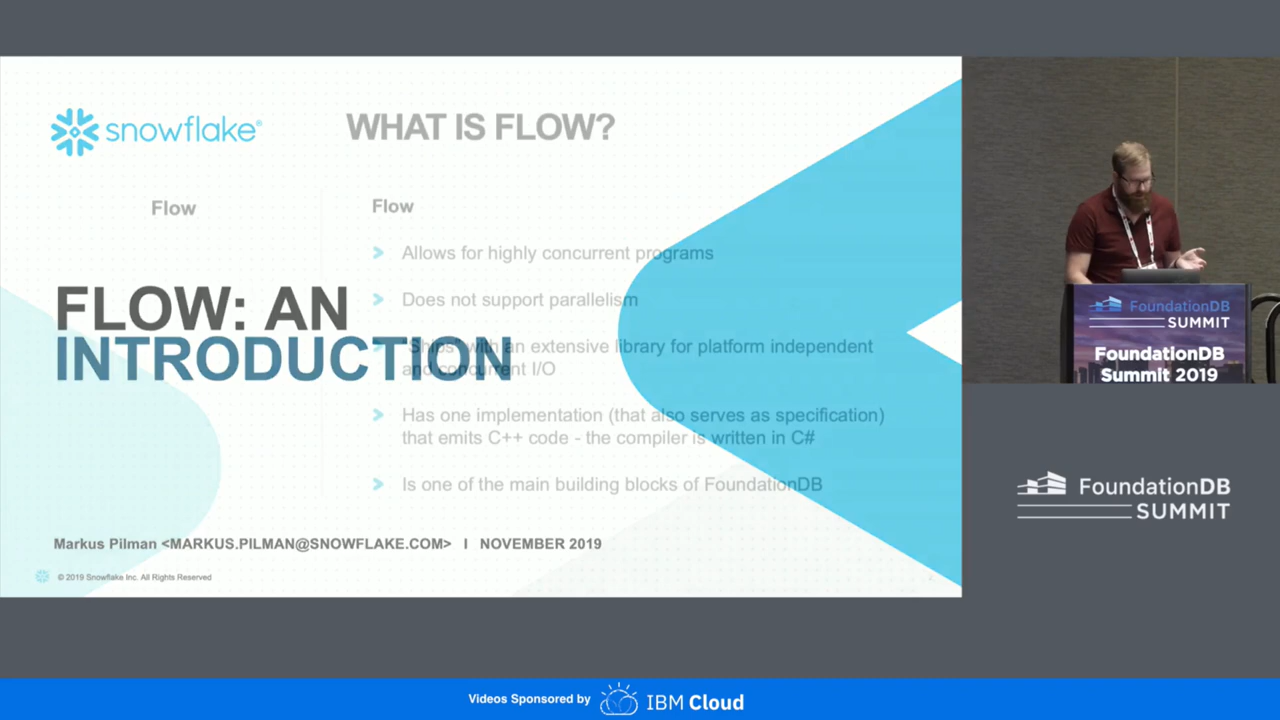 snowflake®
WHAT IS FLOW?
Flow
Flow
Allows for highly concurrent programs
Does not support parallelism
Ships with an extensive library for platform independent
and concurrent I/O
Has one implementation (that also serves as specification)
that emits C++ code - the compiler is written in C#
Is one of the main building blocks of FoundationDB
FLOW: AN
INTRODUCTION
Markus Pilman <MARKUS.PILMAN@SNOWFLAKE.COM> I NOVEMBER 2019
© 2019 Snowflake Inc. All Rights Reserved
2
FoundationDB
SUMMIT
FoundationDB
Summit 2019
FoundationDB
SUMMIT
Videos Sponsored by IBM Cloud